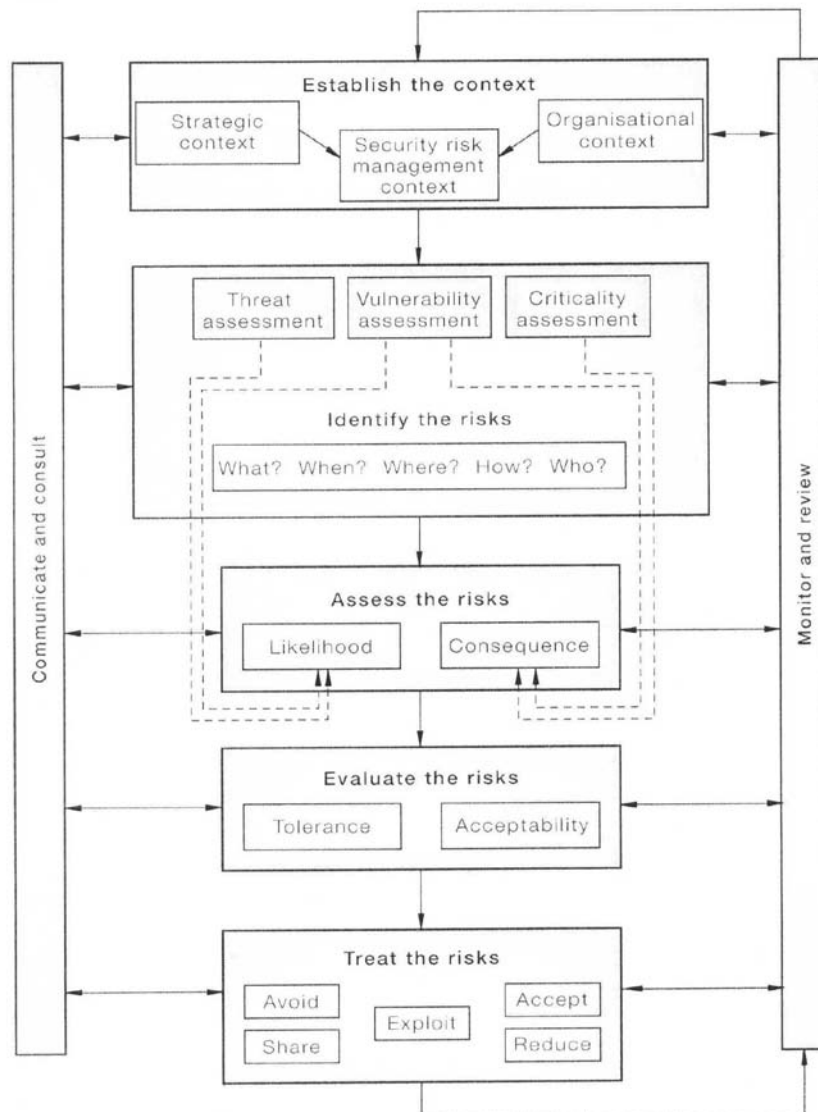 Establish the context
Strategic
context
Organisational
context
Security risk
management
context
Threat
assessment
Vulnerability
assessment
Criticality
assessment
Identify the risks
What? When? Where? How? Who?
Assess the risks
Likelihood
Consequence
Evaluate the risks
Tolerance
Acceptability
Treat the risks
Avoid
Accept
Exploit
Share
Reduce
Communicate and consult
Monitor and review